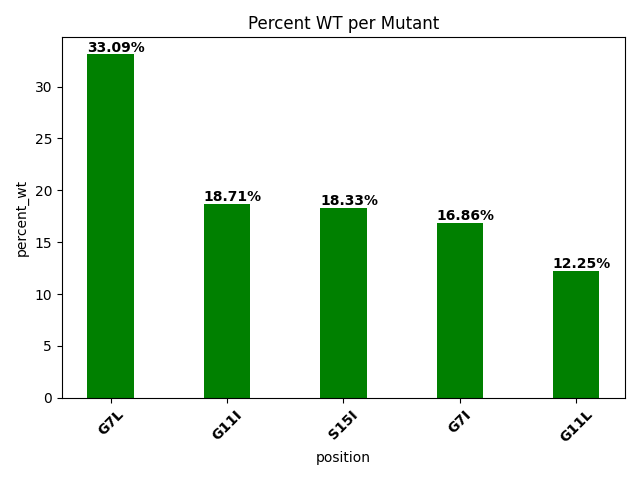 Percent WT per Mutant
33.09%
18.71%
18.33%
16.86%
12.25%
percent_wt
30
25
20
15
10
5
0
G7L
G11I
S15I
G7I
G11L
position